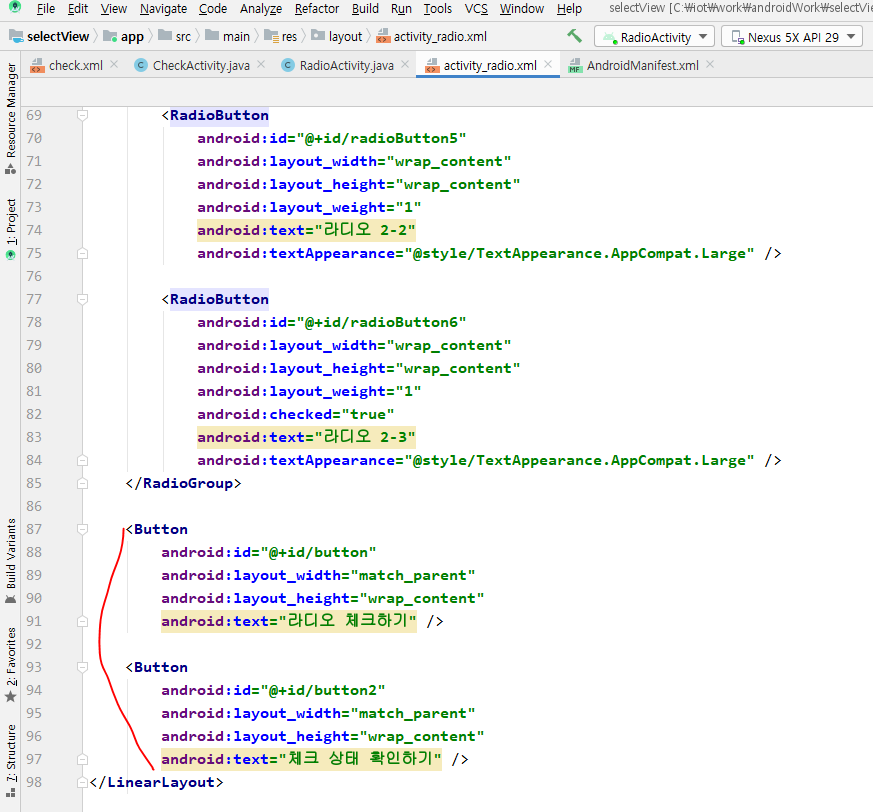 File Edit View Navigate Code Analyze Refactor Build Run Tools VCS Window Help selectView [C:₩iot₩work₩androidWork₩selectVie
selectView app src main res layout activity_radio.xml RadioActivity Nexus 5X API 29
check.xml CheckActivity.java RadioActivity.java activity_radio.xml AndroidManifest.xml
Resource Manager
1: Project
Build Variants
2: Favorites
7: Structure
69 <RadioButton
70 android:id="@+id/radioButton5"
71 android:layout_width="wrap_content"
72 android:layout_height="wrap_content"
73 android:layout_weight="1"
74 android:text="라디오 2-2"
75 android:textAppearance="@style/TextAppearance.AppCompat.Large" />
76
77 <RadioButton
78 android:id="@+id/radioButton6"
79 android:layout_width="wrap_content"
80 android:layout_height="wrap_content"
81 android:layout_weight="1"
82 android:checked="true"
83 android:text="라디오 2-3"
84 android:textAppearance="@style/TextAppearance.AppCompat.Large" />
85 </RadioGroup>
86
87 <Button
88 android:id="@+id/button"
89 android:layout_width="match_parent"
90 android:layout_height="wrap_content"
91 android:text="라디오 체크하기" />
92
93 <Button
94 android:id="@+id/button2"
95 android:layout_width="match_parent"
96 android:layout_height="wrap_content"
97 android:text="체크 상태 확인하기" />
98 </LinearLayout>